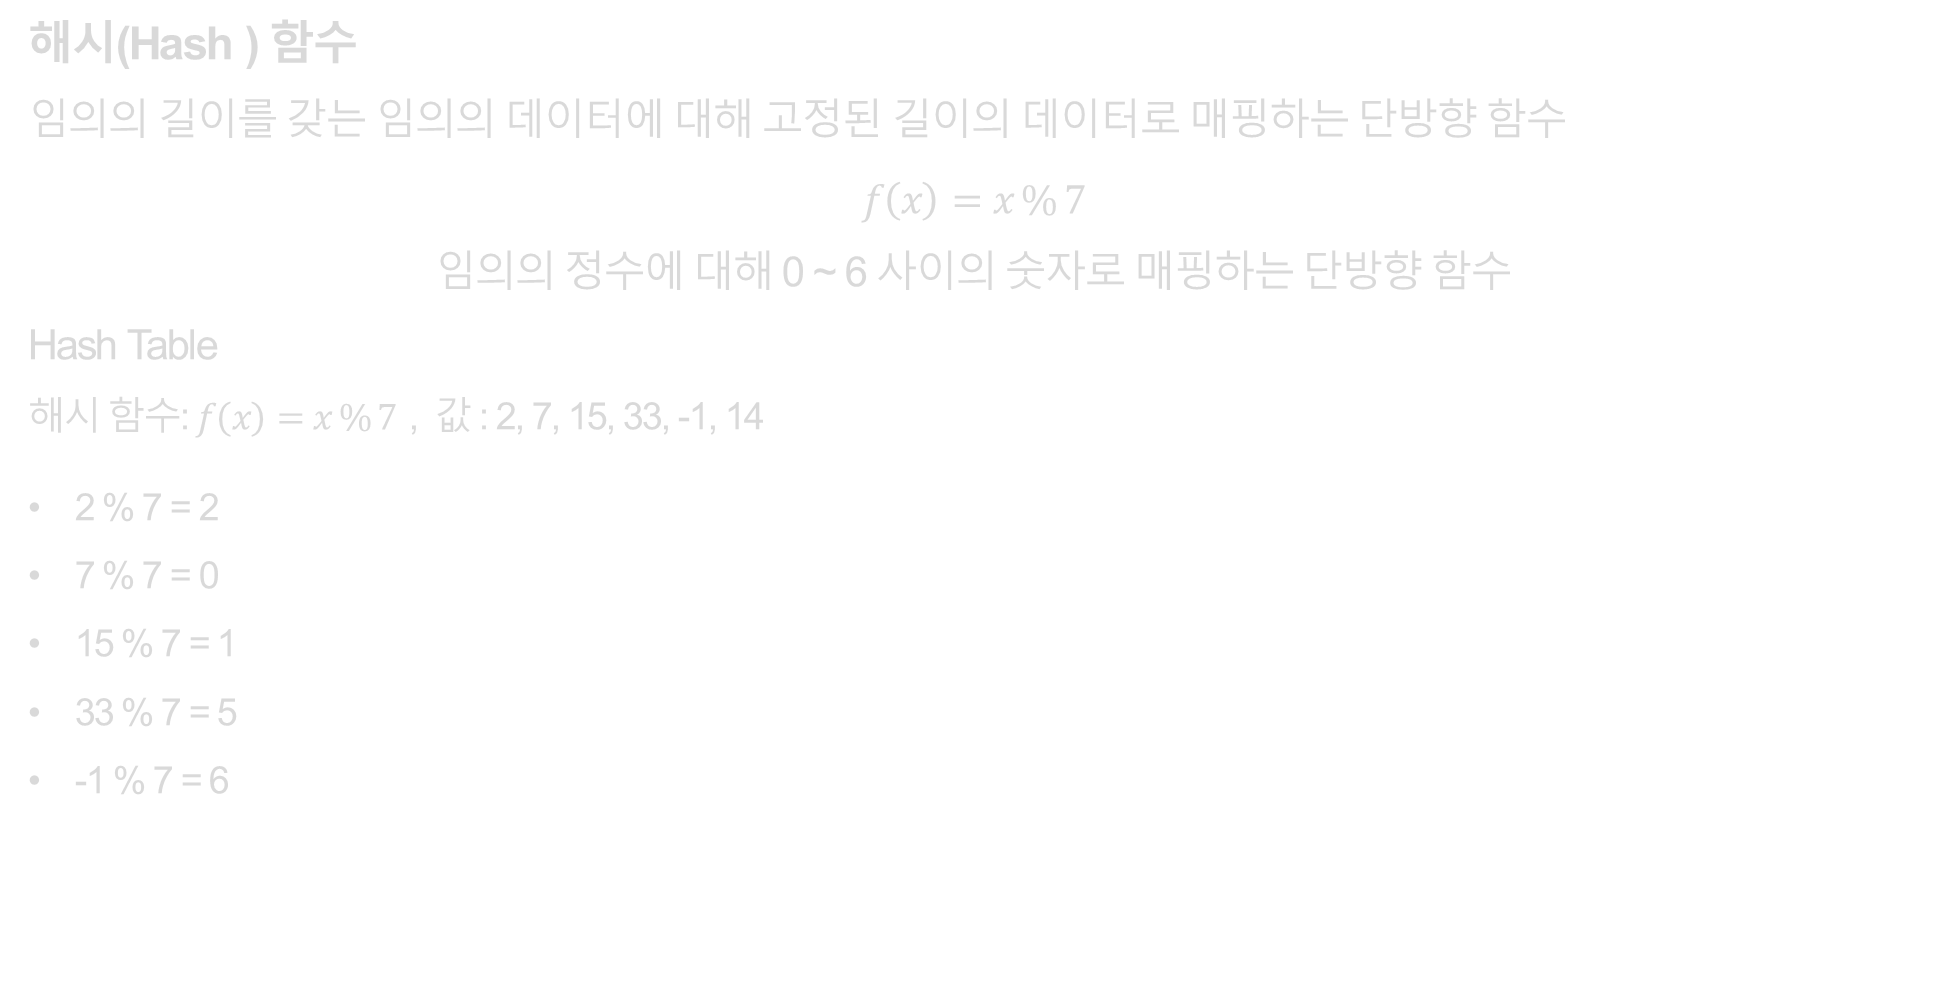 해시(Hash ) 함수
임의의 길이를 갖는 임의의 데이터에 대해 고정된 길이의 데이터로 매핑하는 단방향 함수
f(x) = x % 7
임의의 정수에 대해 0 ~ 6 사이의 숫자로 매핑하는 단방향 함수
Hash Table
해시 함수: f(x) = x % 7 , 값 : 2, 7, 15, 33, -1, 14
• 2 % 7 = 2
• 7 % 7 = 0
• 15 % 7 = 1
• 33 % 7 = 5
• -1 % 7 = 6